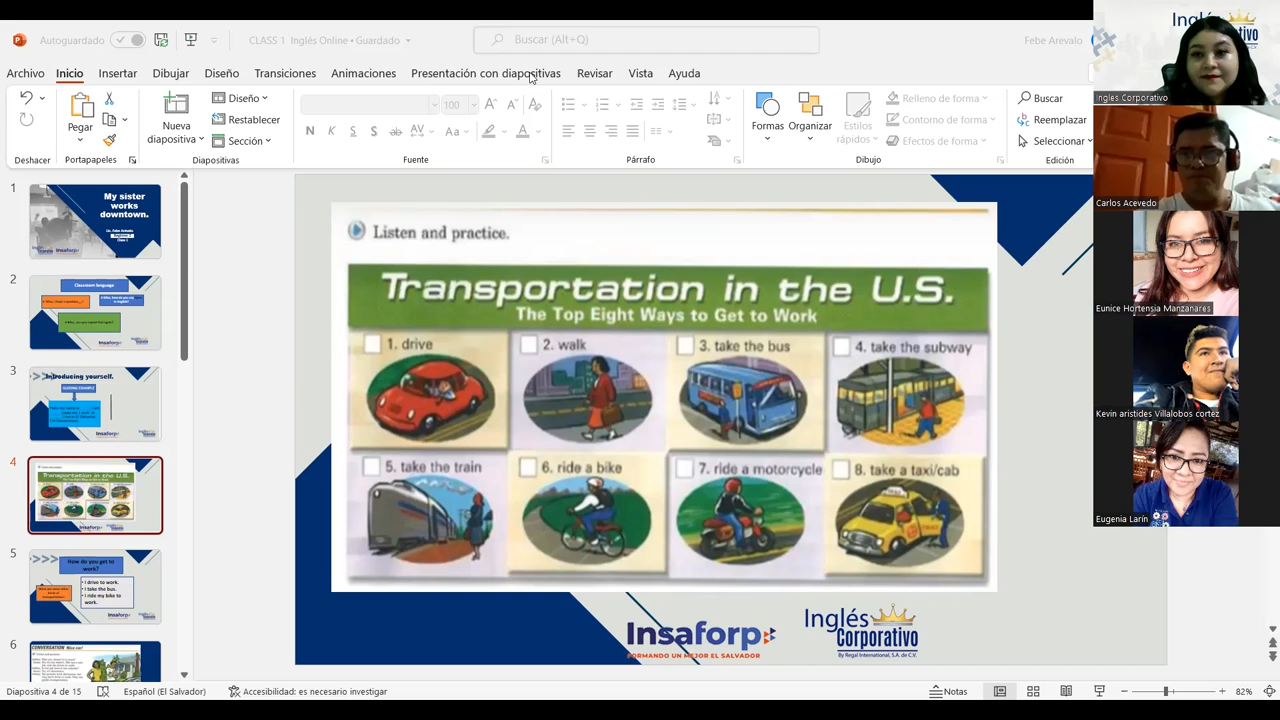 Autoguardado
CLASS 1 Inglés Online • Guardado
Buscar (Alt+Q)
Febe Arevalo
Archivo Inicio Insertar Dibujar Diseño Transiciones Animaciones Presentación con diapositivas Revisar Vista Ayuda
Pegar
Nueva diapositiva
Diseño
Restablecer
Sección
Formas
Organizar
Estilos rápidos
Relleno de forma
Contorno de forma
Efectos de forma
Buscar
Reemplazar
Seleccionar
Deshacer Portapapeles Diapositivas Fuente Párrafo Dibujo Edición
1
My sister
works
downtown.
2
Classroom language
3
Introducing yourself.
4
5
How do you get to
work?
• I drive to work.
• I take the bus.
• I ride my bike to
work.
6
Listen and practice.
Transportation in the U.S.
The Top Eight Ways to Get to Work
1. drive
2. walk
3. take the bus
4. take the subway
5. take the train
6. ride a bike
7. ride a motorcycle
8. take a taxi/cab
Insaforp
FORMANDO UN MEJOR EL SALVADOR
Inglés
Corporativo
By Regal International, S.A. de C.V.
Ingles Corporativo
Carlos Acevedo
Eunice Hortensia Manzanares
Kevin aristides Villalobos cortez
Eugenia Larín
Diapositiva 4 de 15
Español (El Salvador)
Accesibilidad: es necesario investigar
Notas
82%